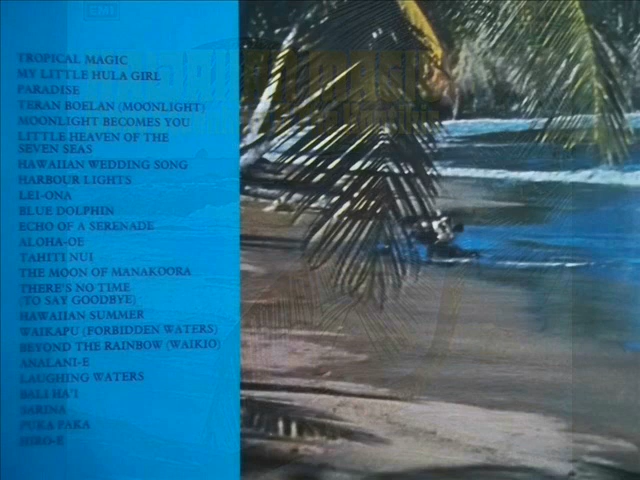 EMI
TROPICAL MAGIC
MY LITTLE HULA GIRL
PARADISE
TERAN BOELAN (MOONLIGHT)
MOONLIGHT BECOMES YOU
LITTLE HEAVEN OF THE
SEVEN SEAS
HAWAIIAN WEDDING SONG
HARBOUR LIGHTS
LEI-ONA
BLUE DOLPHIN
ECHO OF A SERENADE
ALOHA-OE
TAHITI NUI
THE MOON OF MANAKOORA
THERE'S NO TIME
(TO SAY GOODBYE)
HAWAIIAN SUMMER
WAIKAPU (FORBIDDEN WATERS)
BEYOND THE RAINBOW (WAIKIO)
ANALANI-E
LAUGHING WATERS
BALI HA'I
SARINA
PUKA PAKA